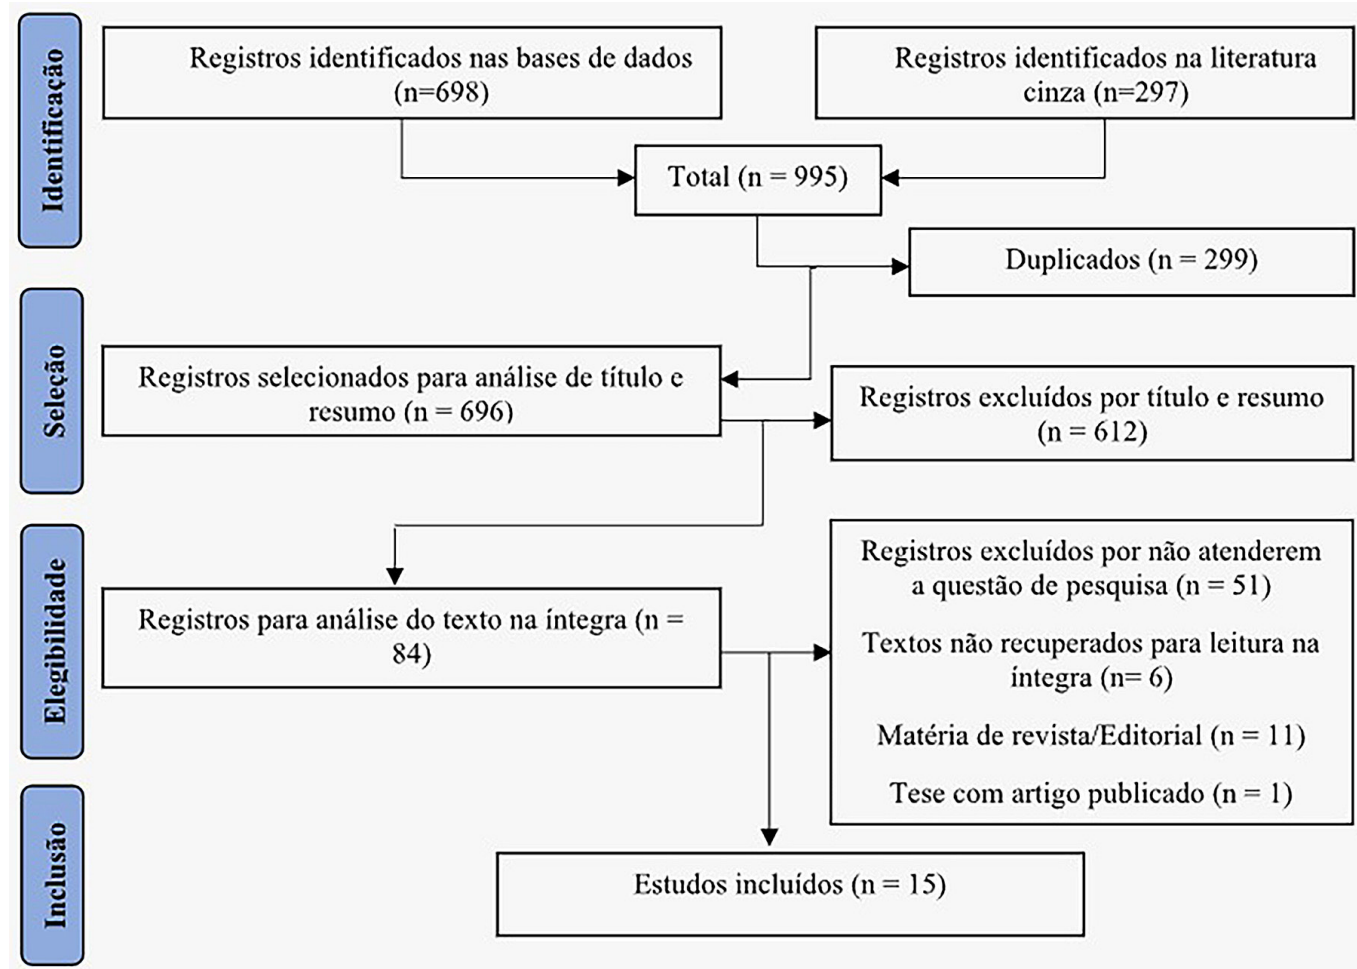 Identificação
Registros identificados nas bases de dados
(n=698)
Registros identificados na literatura
cinza (n=297)
Total (n = 995)
Duplicados (n = 299)
Seleção
Registros selecionados para análise de título e
resumo (n = 696)
Registros excluídos por título e resumo
(n = 612)
Elegibilidade
Registros para análise do texto na íntegra (n =
84)
Registros excluídos por não atenderem
a questão de pesquisa (n = 51)
Textos não recuperados para leitura na
íntegra (n= 6)
Matéria de revista/Editorial (n = 11)
Tese com artigo publicado (n = 1)
Inclusão
Estudos incluídos (n = 15)